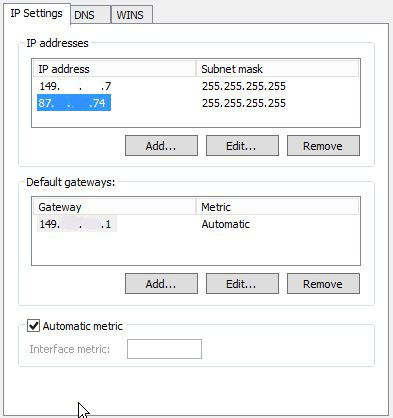 IP Settings DNS WINS
IP addresses
IP address Subnet mask
149. . .7 255.255.255.255
87. . .74 255.255.255.255
Add... Edit... Remove
Default gateways:
Gateway Metric
149. . .1 Automatic
Add... Edit... Remove
Automatic metric
Interface metric: